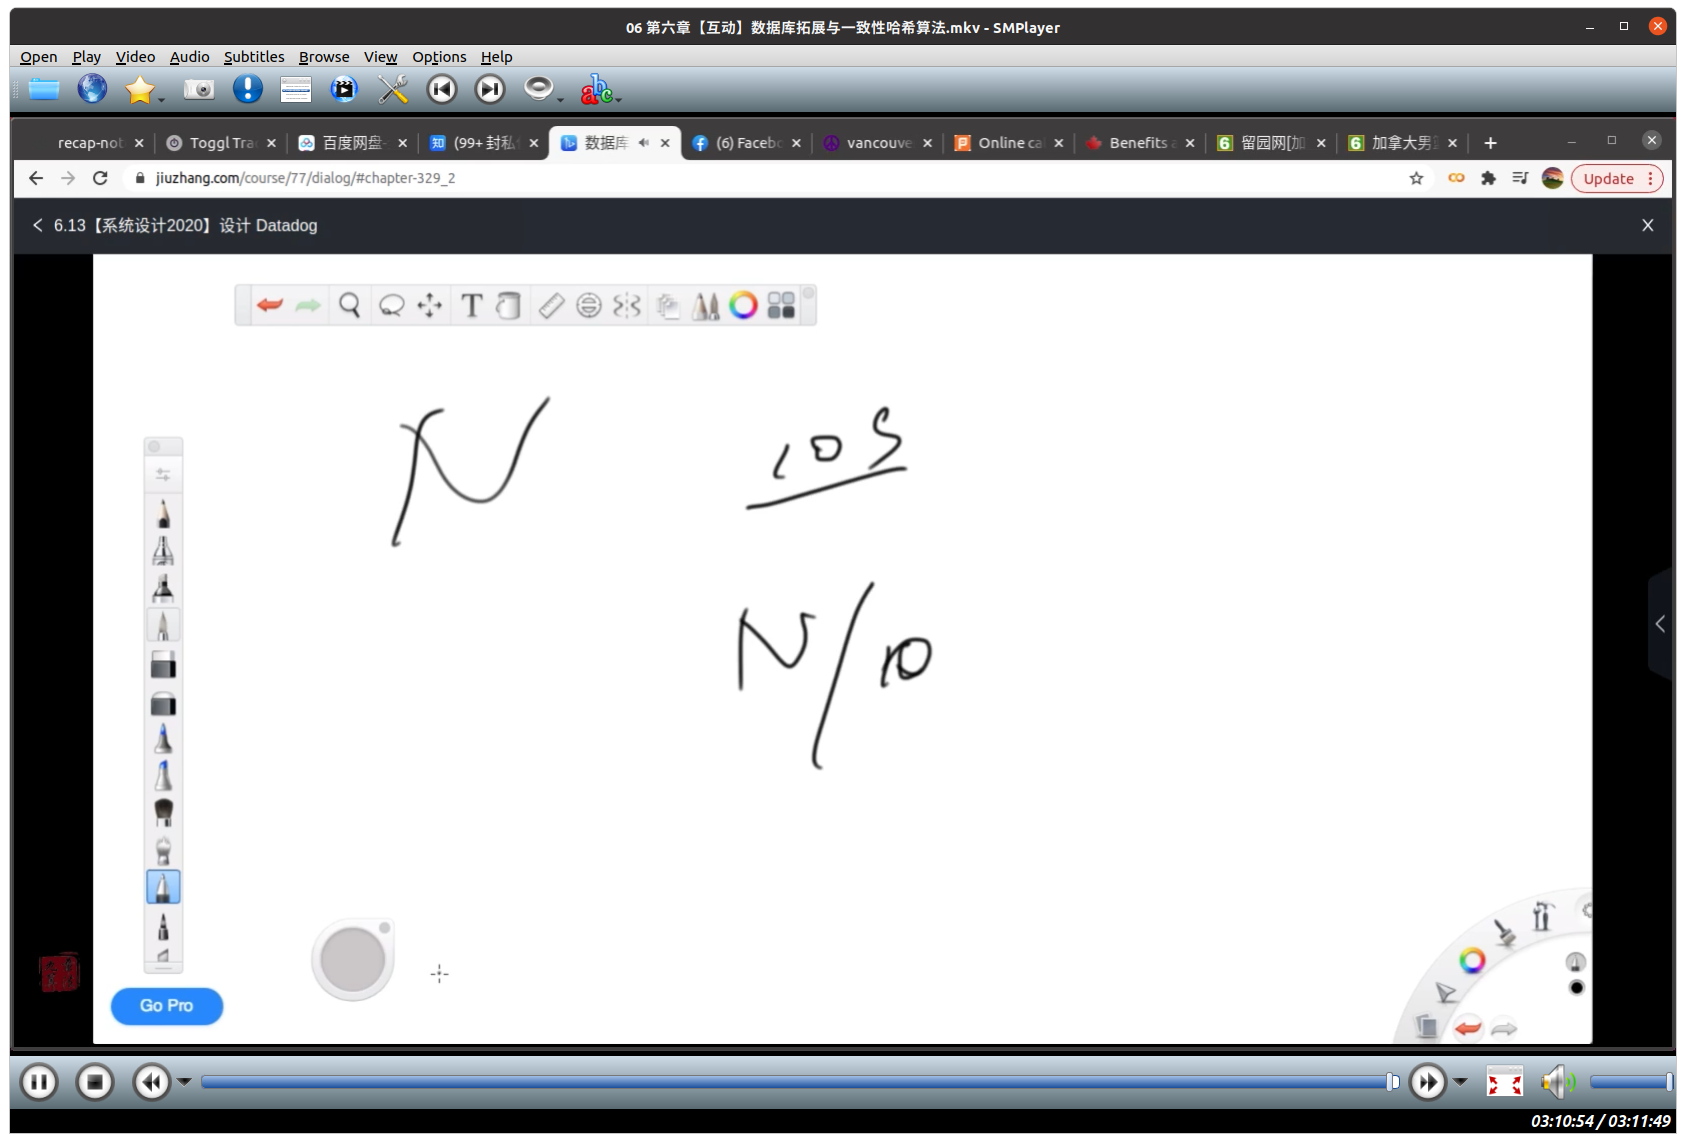 06 第六章【互动】数据库拓展与一致性哈希算法.mkv - SMPlayer
Open Play Video Audio Subtitles Browse View Options Help
recap-not Toggl Tra 百度网盘- (99+ 封私 数据库 (6) Facebo vancouve Online ca Benefits a 留园网[加 加拿大男
jiuzhang.com/course/77/dialog/#chapter-329_2 Update
6.13【系统设计2020】设计 Datadog
N 10 S
N/10
Go Pro
03:10:54 / 03:11:49